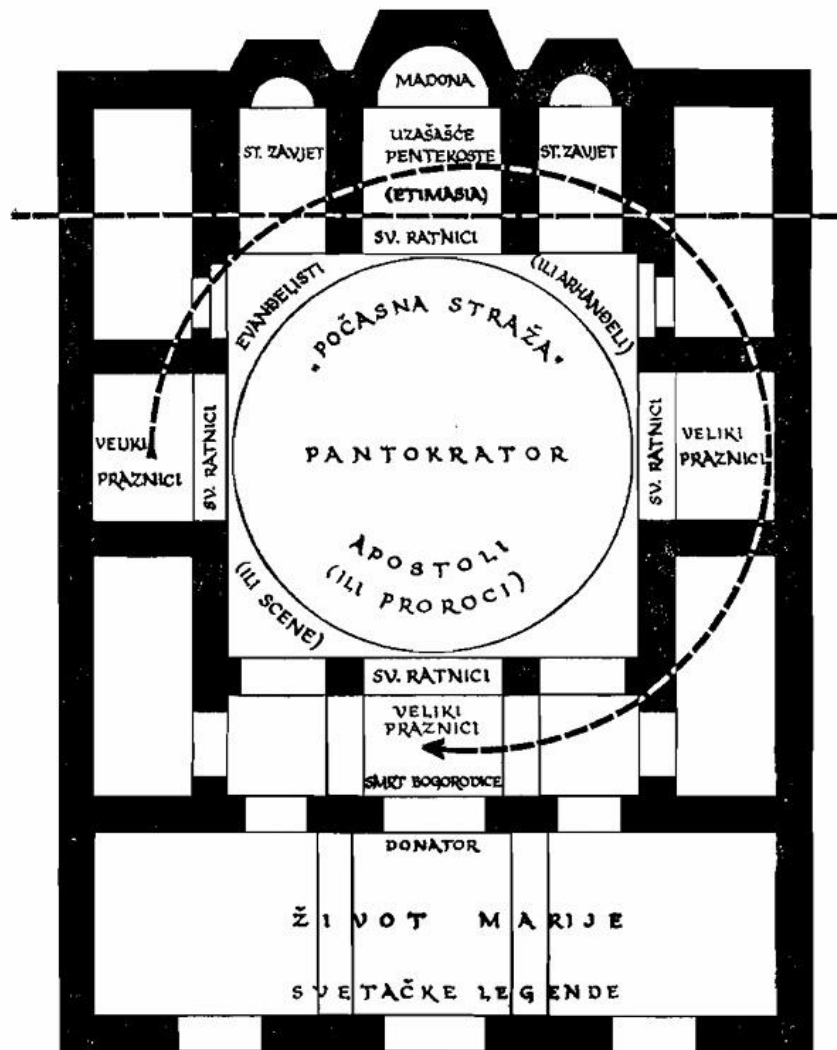 MADONA
ST. ZAVJET
UZAŠAŠĆE
PENTEKOSTE
(ETIMASIA)
ST. ZAVJET
SV. RATNICI
EVANĐELISTI
(ILI ARHANĐELI)
"POČASNA STRAŽA"
VELIKI
PRAZNICI
SV. RATNICI
PANTOKRATOR
SV. RATNICI
VELIKI
PRAZNICI
APOSTOLI
(ILI PROROCI)
(ILI SCENE)
SV. RATNICI
VELIKI
PRAZNICI
SMRT BOGORODICE
DONATOR
ŽIVOT MARIJE
SVETAČKE LEGENDE